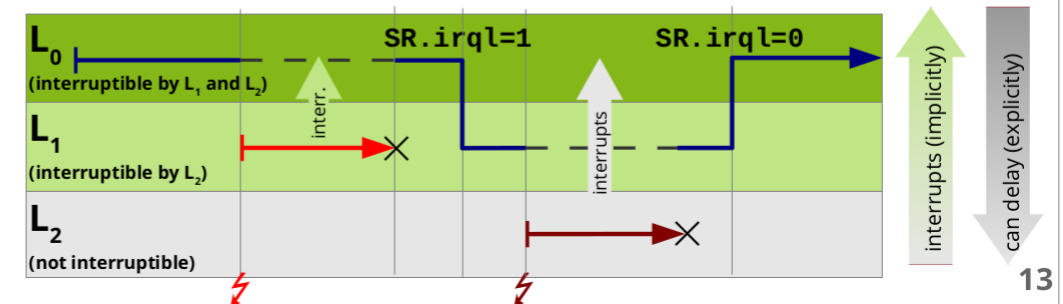 L0
(interruptible by L1 and L2)
SR.irql=1
SR.irql=0
interr.
L1
(interruptible by L2)
interrupts
L2
(not interruptible)
interrupts (implicitly)
can delay (explicitly)
13